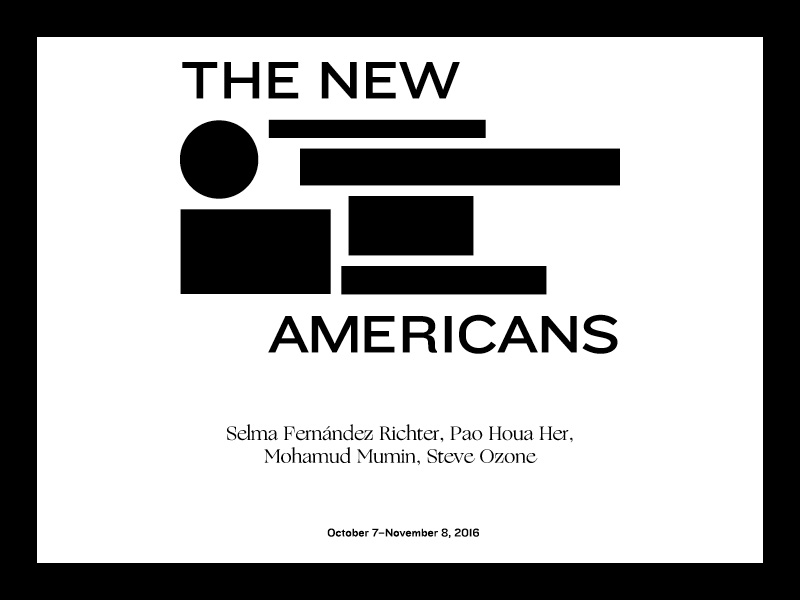 THE NEW
AMERICANS
Selma Fernández Richter, Pao Houa Her,
Mohamud Mumin, Steve Ozone
October 7–November 8, 2016